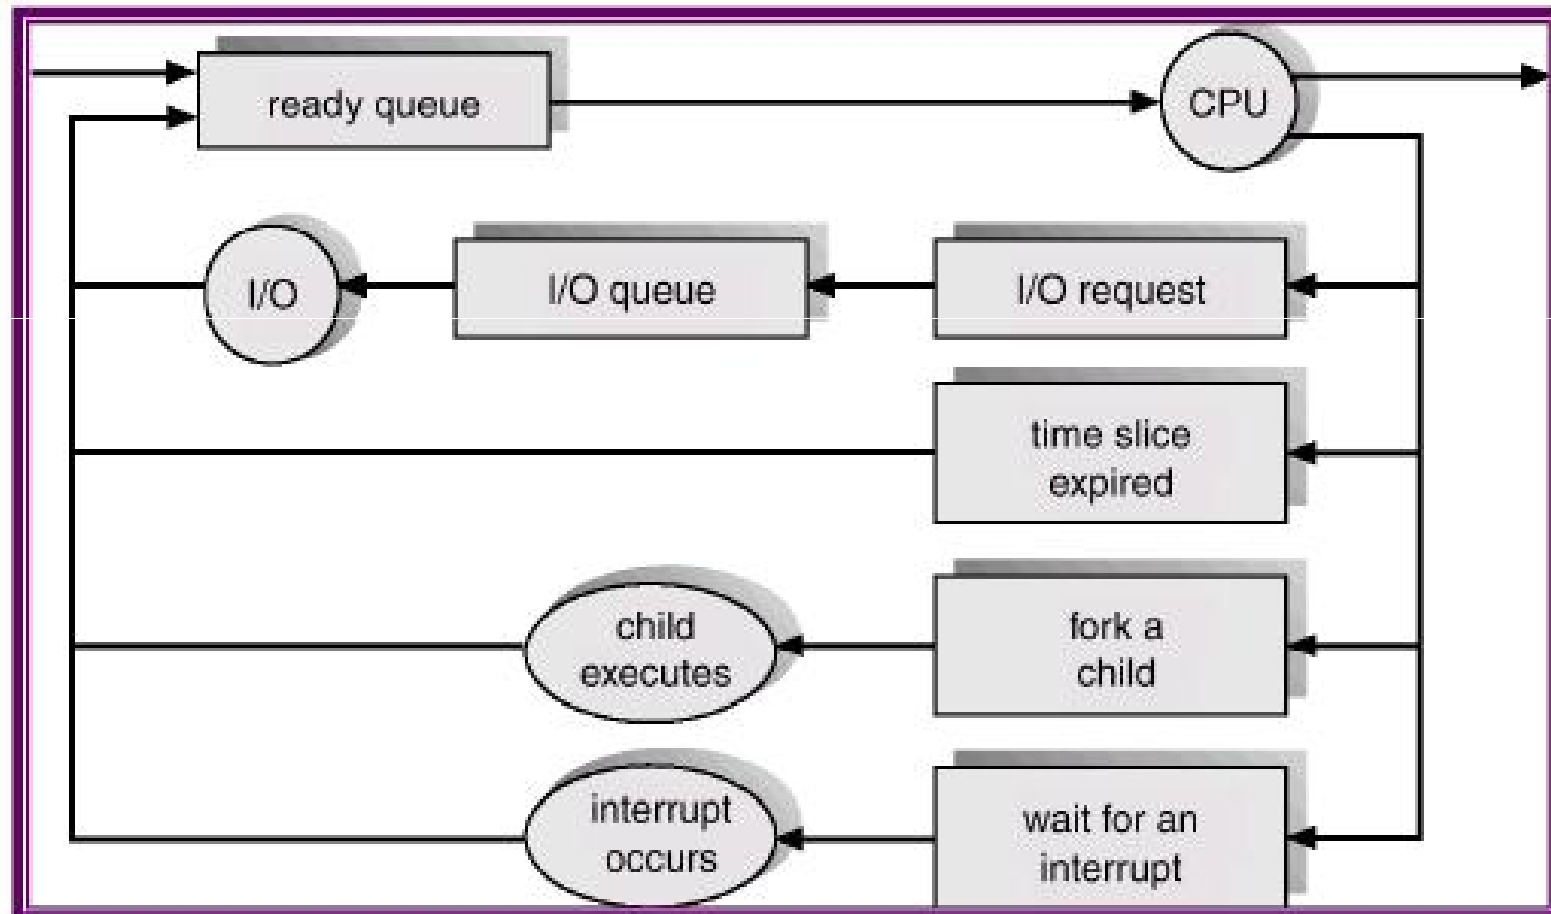 ready queue
CPU
I/O
I/O queue
I/O request
time slice
expired
child
executes
fork a
child
interrupt
occurs
wait for an
interrupt